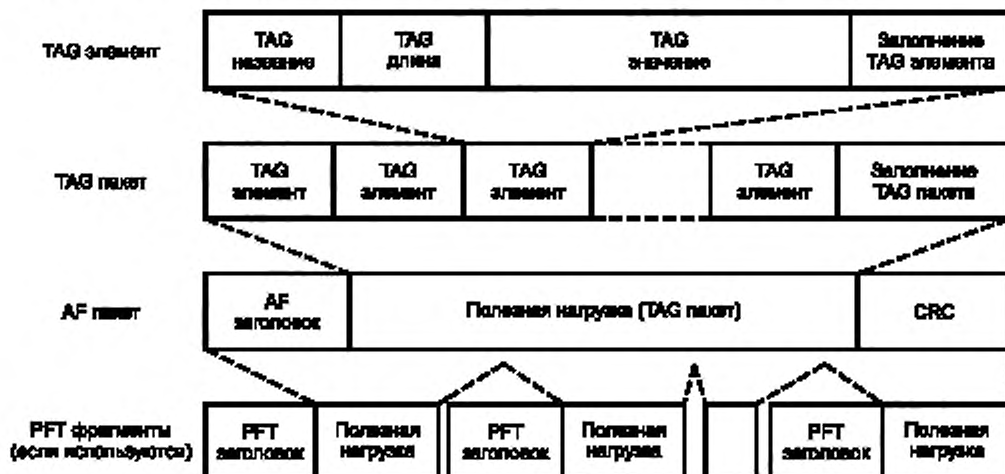 TAG элемент
TAG
название
TAG
длина
TAG
значение
Заполнение
TAG элемента
TAG пакет
TAG
элемент
TAG
элемент
TAG
элемент
TAG
элемент
Заполнение
TAG пакета
AF пакет
AF
заголовок
Полезная нагрузка (TAG пакет)
CRC
PFT фрагменты
(если используются)
PFT
заголовок
Полезная
нагрузка
PFT
заголовок
Полезная
нагрузка
PFT
заголовок
Полезная
нагрузка